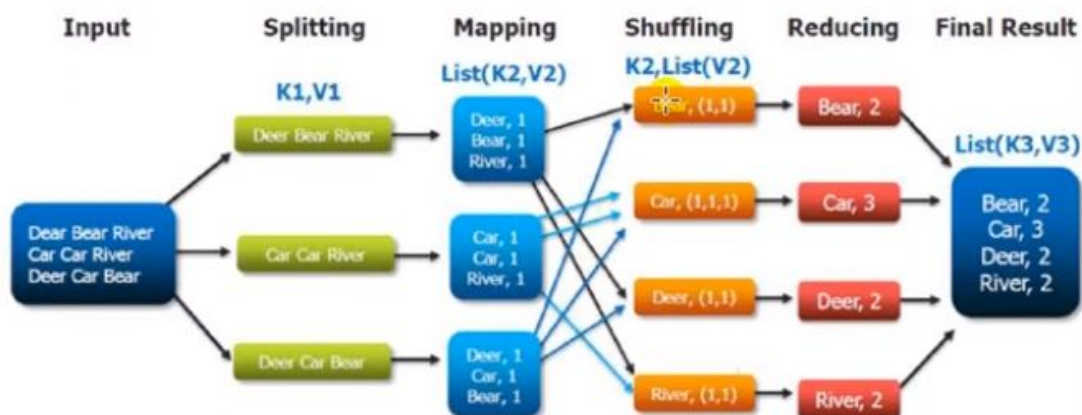 Input
Splitting
Mapping
Shuffling
Reducing
Final Result
K1,V1
List(K2,V2)
K2,List(V2)
List(K3,V3)
Dear Bear River
Car Car River
Deer Car Bear
Deer Bear River
Car Car River
Deer Car Bear
Deer, 1
Bear, 1
River, 1
Car, 1
Car, 1
River, 1
Deer, 1
Car, 1
Bear, 1
(1,1)
Car, (1,1,1)
Deer, (1,1)
River, (1,1)
Bear, 2
Car, 3
Deer, 2
River, 2
Bear, 2
Car, 3
Deer, 2
River, 2